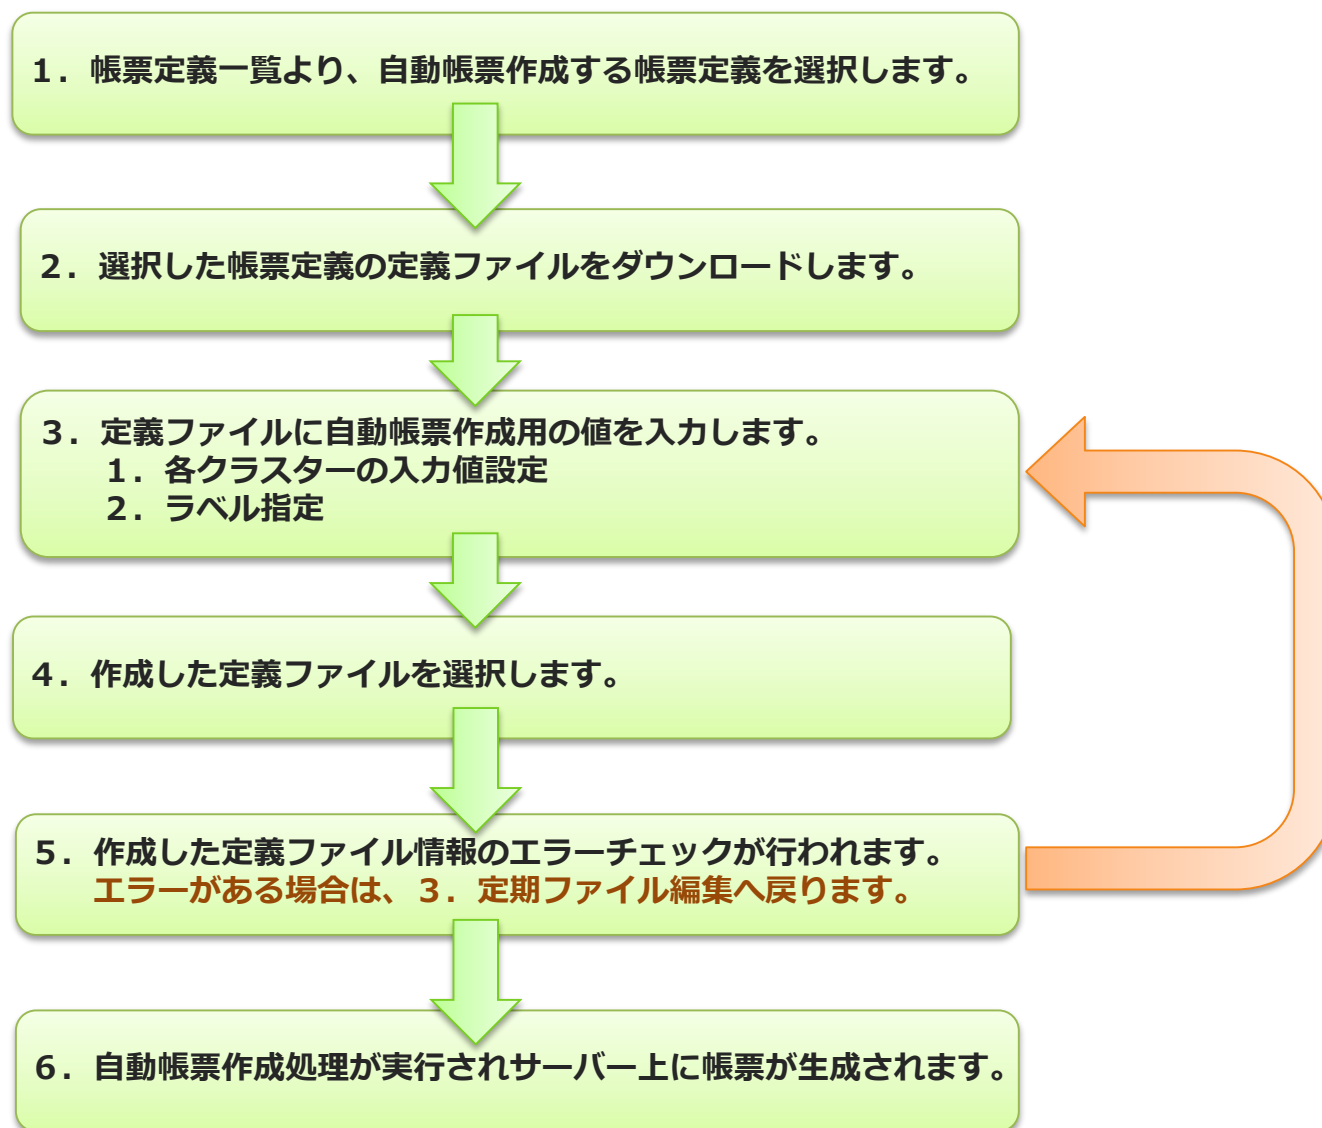 1．帳票定義一覧より、自動帳票作成する帳票定義を選択します。
2．選択した帳票定義の定義ファイルをダウンロードします。
3．定義ファイルに自動帳票作成用の値を入力します。
1．各クラスターの入力値設定
2．ラベル指定
4．作成した定義ファイルを選択します。
5．作成した定義ファイル情報のエラーチェックが行われます。
エラーがある場合は、3．定期ファイル編集へ戻ります。
6．自動帳票作成処理が実行されサーバー上に帳票が生成されます。